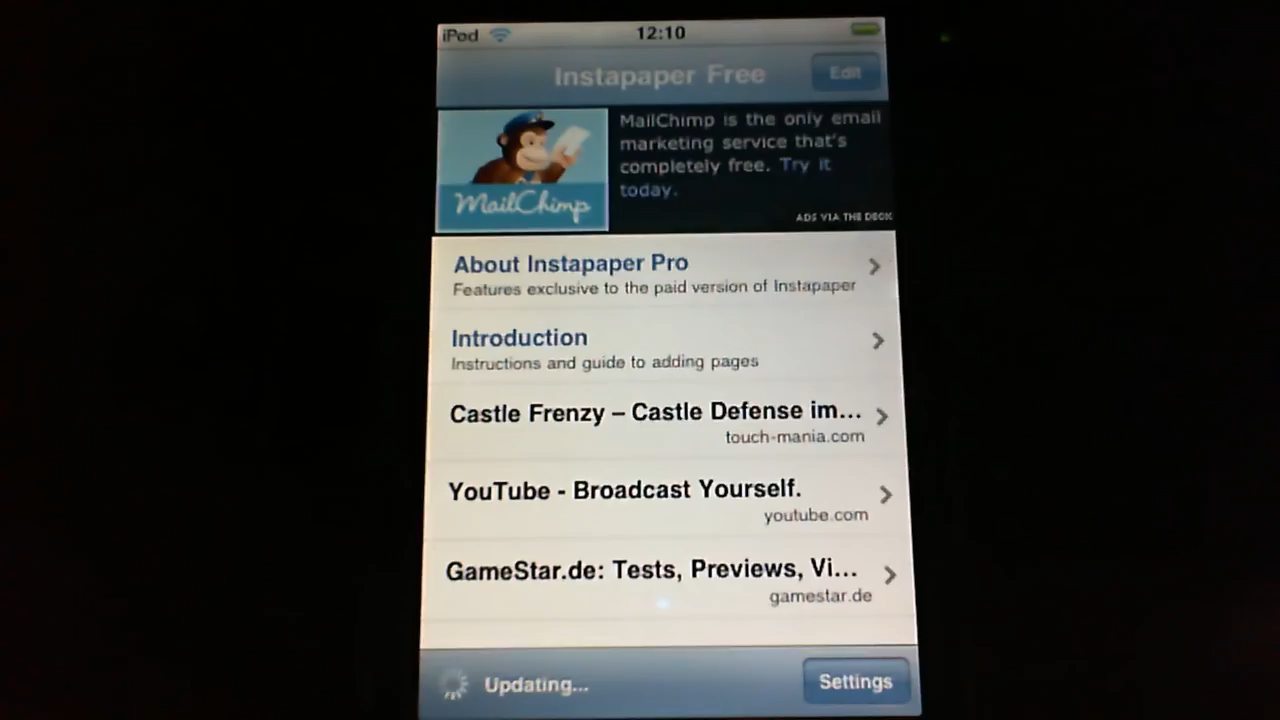 iPod 12:10
Instapaper Free Edit
MailChimp is the only email
marketing service that's
completely free. Try it
today.
MailChimp
ADS VIA THE DECK
About Instapaper Pro
Features exclusive to the paid version of Instapaper
Introduction
Instructions and guide to adding pages
Castle Frenzy – Castle Defense im...
touch-mania.com
YouTube - Broadcast Yourself.
youtube.com
GameStar.de: Tests, Previews, Vi...
gamestar.de
Updating... Settings